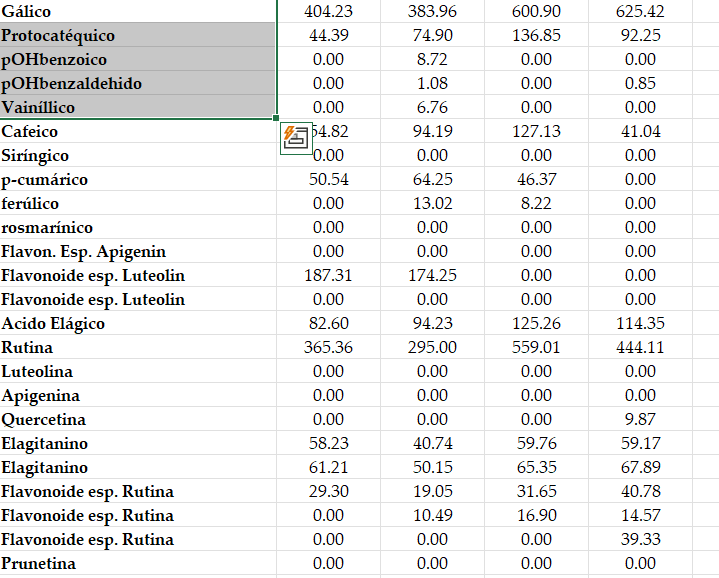 Gálico 404.23 383.96 600.90 625.42
Protocatéquico 44.39 74.90 136.85 92.25
pOHbenzoico 0.00 8.72 0.00 0.00
pOHbenzaldehido 0.00 1.08 0.00 0.85
Vainíllico 0.00 6.76 0.00 0.00
Cafeico 54.82 94.19 127.13 41.04
Siríngico 0.00 0.00 0.00 0.00
p-cumárico 50.54 64.25 46.37 0.00
ferúlico 0.00 13.02 8.22 0.00
rosmarínico 0.00 0.00 0.00 0.00
Flavon. Esp. Apigenin 0.00 0.00 0.00 0.00
Flavonoide esp. Luteolin 187.31 174.25 0.00 0.00
Flavonoide esp. Luteolin 0.00 0.00 0.00 0.00
Acido Elágico 82.60 94.23 125.26 114.35
Rutina 365.36 295.00 559.01 444.11
Luteolina 0.00 0.00 0.00 0.00
Apigenina 0.00 0.00 0.00 0.00
Quercetina 0.00 0.00 0.00 9.87
Elagitanino 58.23 40.74 59.76 59.17
Elagitanino 61.21 50.15 65.35 67.89
Flavonoide esp. Rutina 29.30 19.05 31.65 40.78
Flavonoide esp. Rutina 0.00 10.49 16.90 14.57
Flavonoide esp. Rutina 0.00 0.00 0.00 39.33
Prunetina 0.00 0.00 0.00 0.00